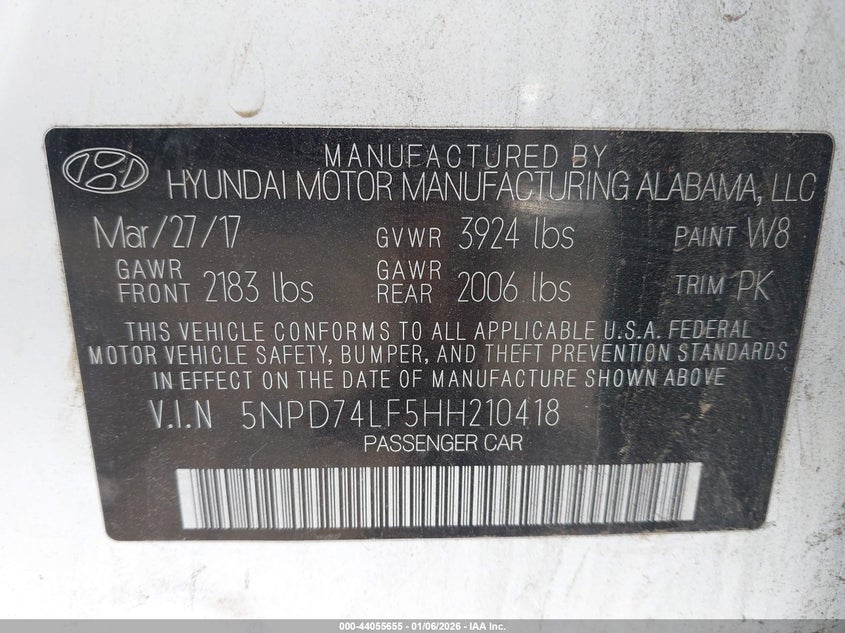 MANUFACTURED BY
HYUNDAI MOTOR MANUFACTURING ALABAMA, LLC
Mar/27/17 GVWR 3924 lbs PAINT W8
GAWR FRONT 2183 lbs GAWR REAR 2006 lbs TRIM PK
THIS VEHICLE CONFORMS TO ALL APPLICABLE U.S.A. FEDERAL
MOTOR VEHICLE SAFETY, BUMPER, AND THEFT PREVENTION STANDARDS
IN EFFECT ON THE DATE OF MANUFACTURE SHOWN ABOVE
V.I.N 5NPD74LF5HH210418
PASSENGER CAR
000-44055655 - 01/06/2026 - IAA Inc.